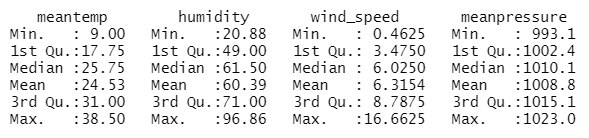 meantemp humidity wind_speed meanpressure
Min. : 9.00 Min. :20.88 Min. : 0.4625 Min. : 993.1
1st Qu.:17.75 1st Qu.:49.00 1st Qu.: 3.4750 1st Qu.:1002.4
Median :25.75 Median :61.50 Median : 6.0250 Median :1010.1
Mean :24.53 Mean :60.39 Mean : 6.3154 Mean :1008.8
3rd Qu.:31.00 3rd Qu.:71.00 3rd Qu.: 8.7875 3rd Qu.:1015.1
Max. :38.50 Max. :96.86 Max. :16.6625 Max. :1023.0